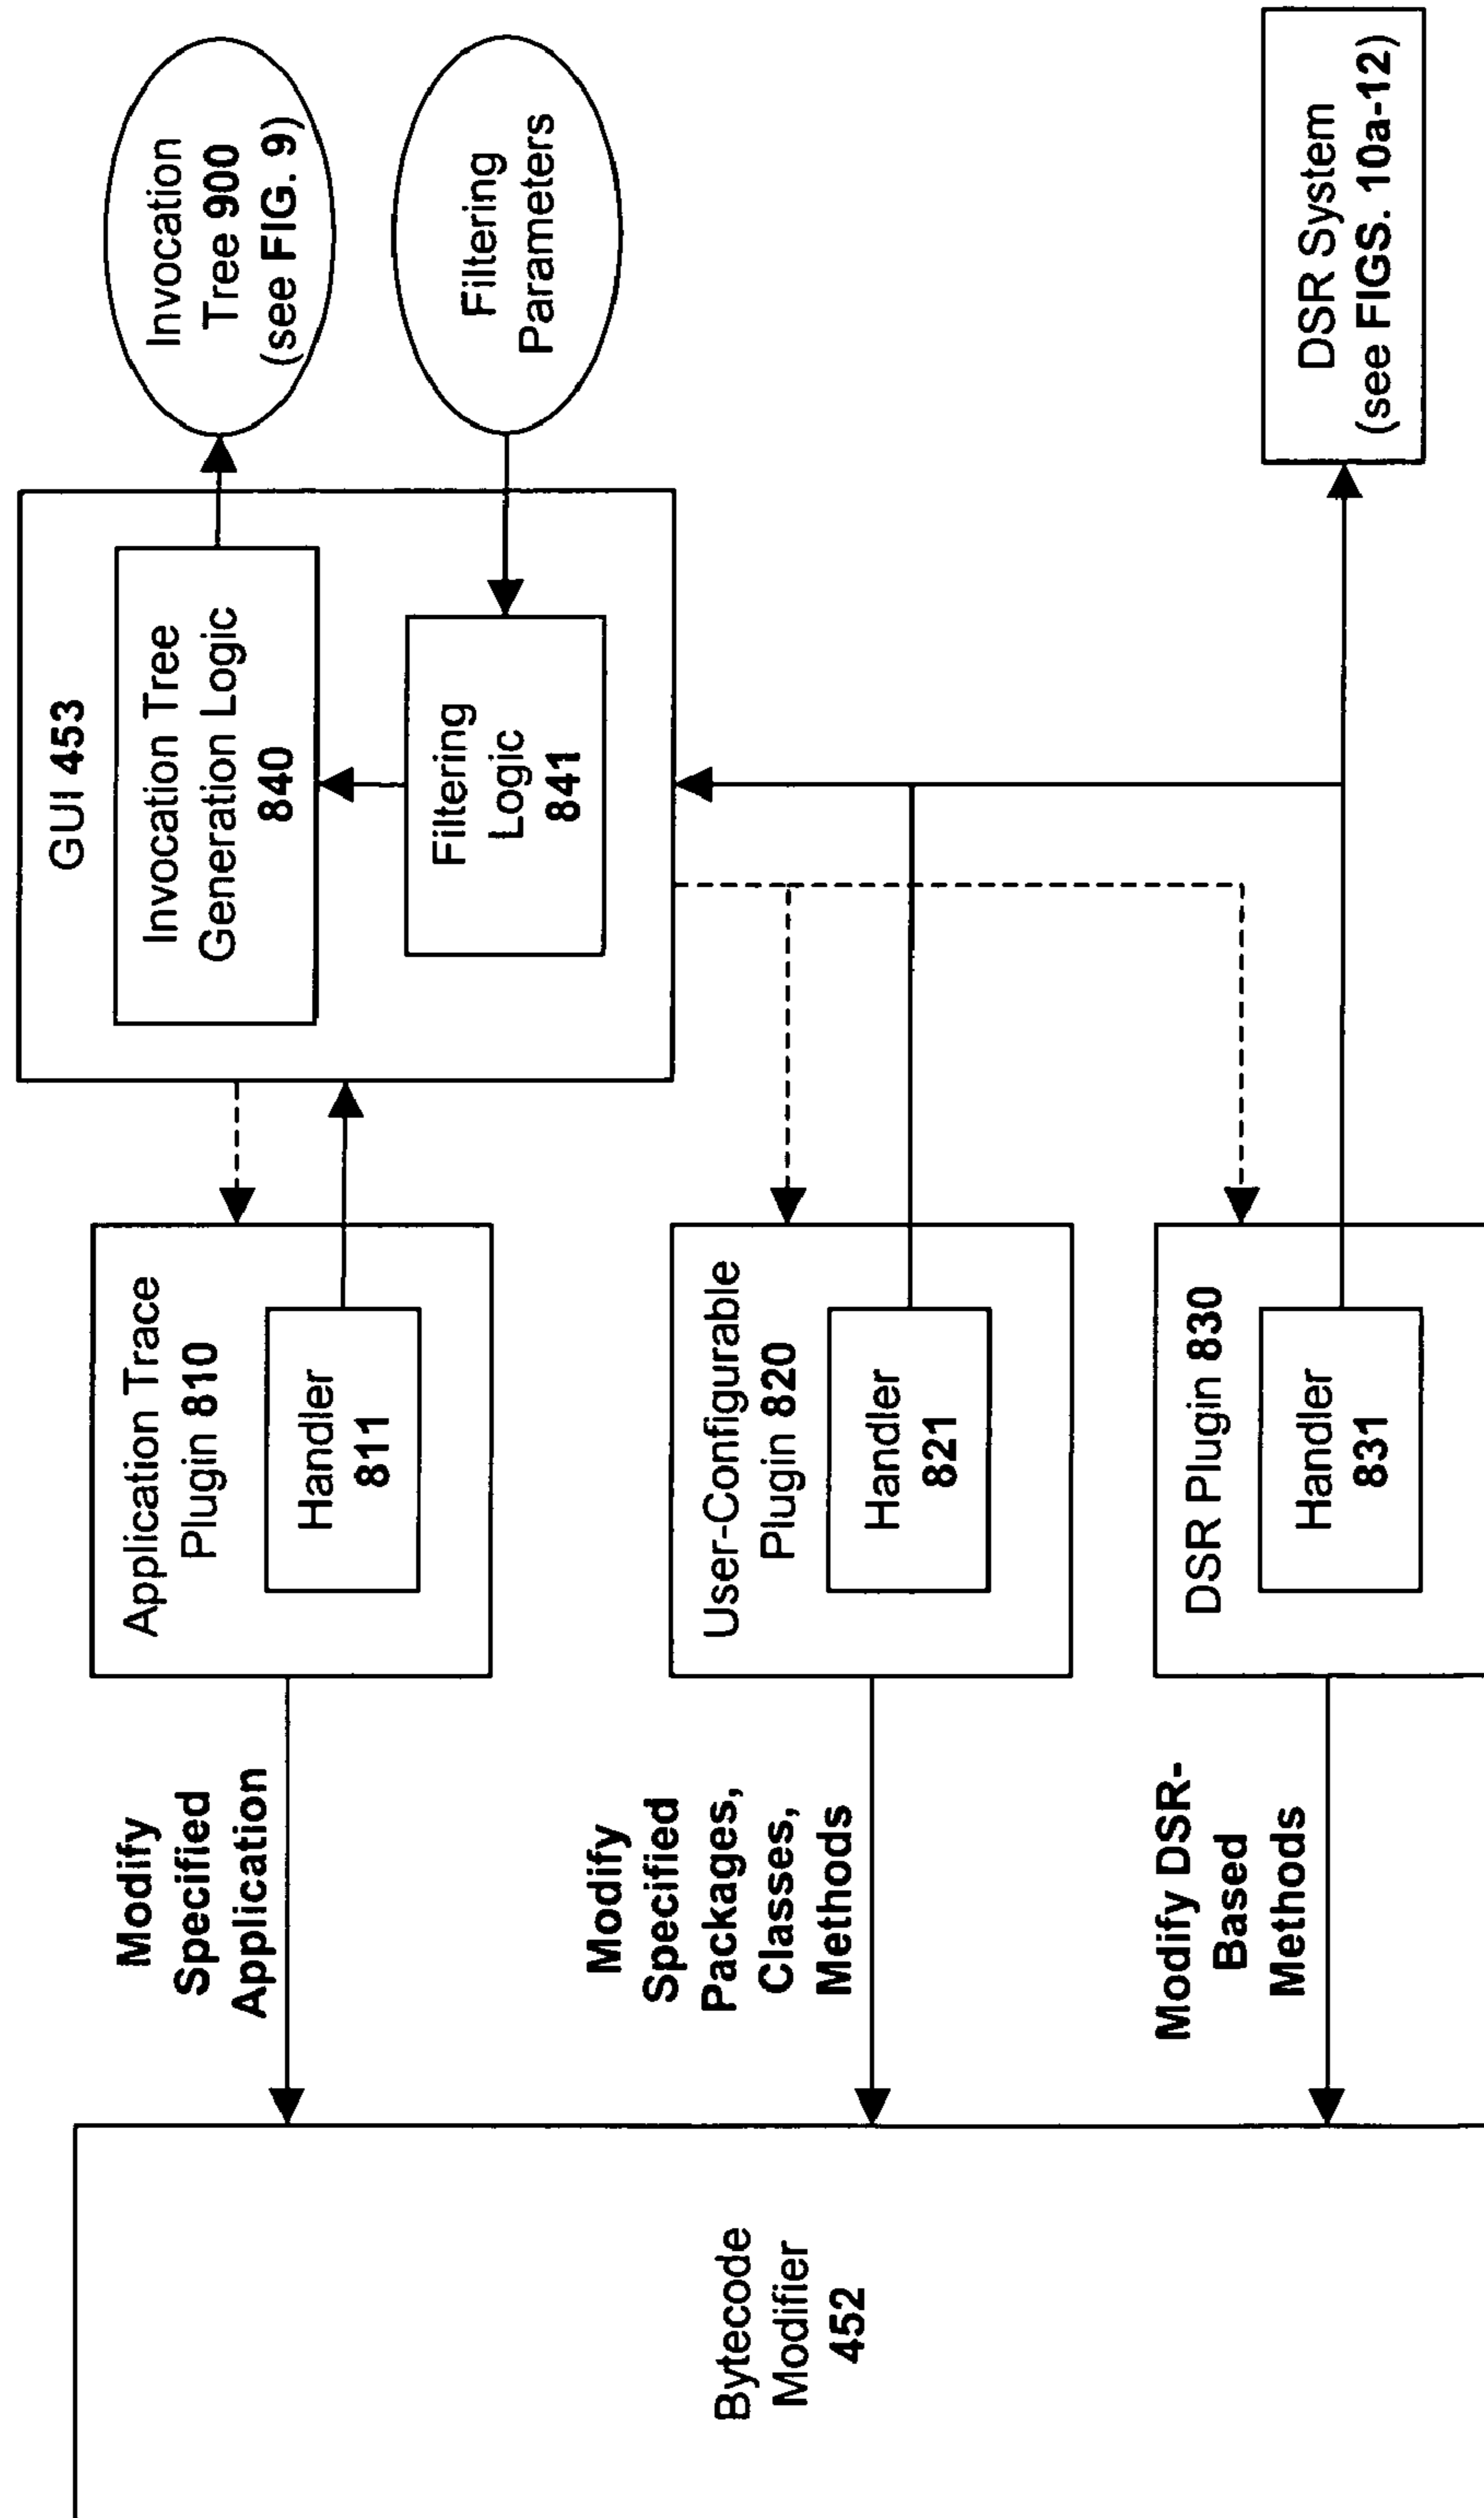 Bytecode
Modifier
452
Modify
Specified
Application
Modify
Specified
Packages,
Classes,
Methods
Modify DSR-
Based
Methods
Application Trace
Plugin 810
Handler
811
User-Configurable
Plugin 820
Handler
821
DSR Plugin 830
Handler
831
GUI 453
Invocation Tree
Generation Logic
840
Filtering
Logic
841
Invocation
Tree 900
(see FIG. 9)
Filtering
Parameters
DSR System
(see FIGS. 10a-12)